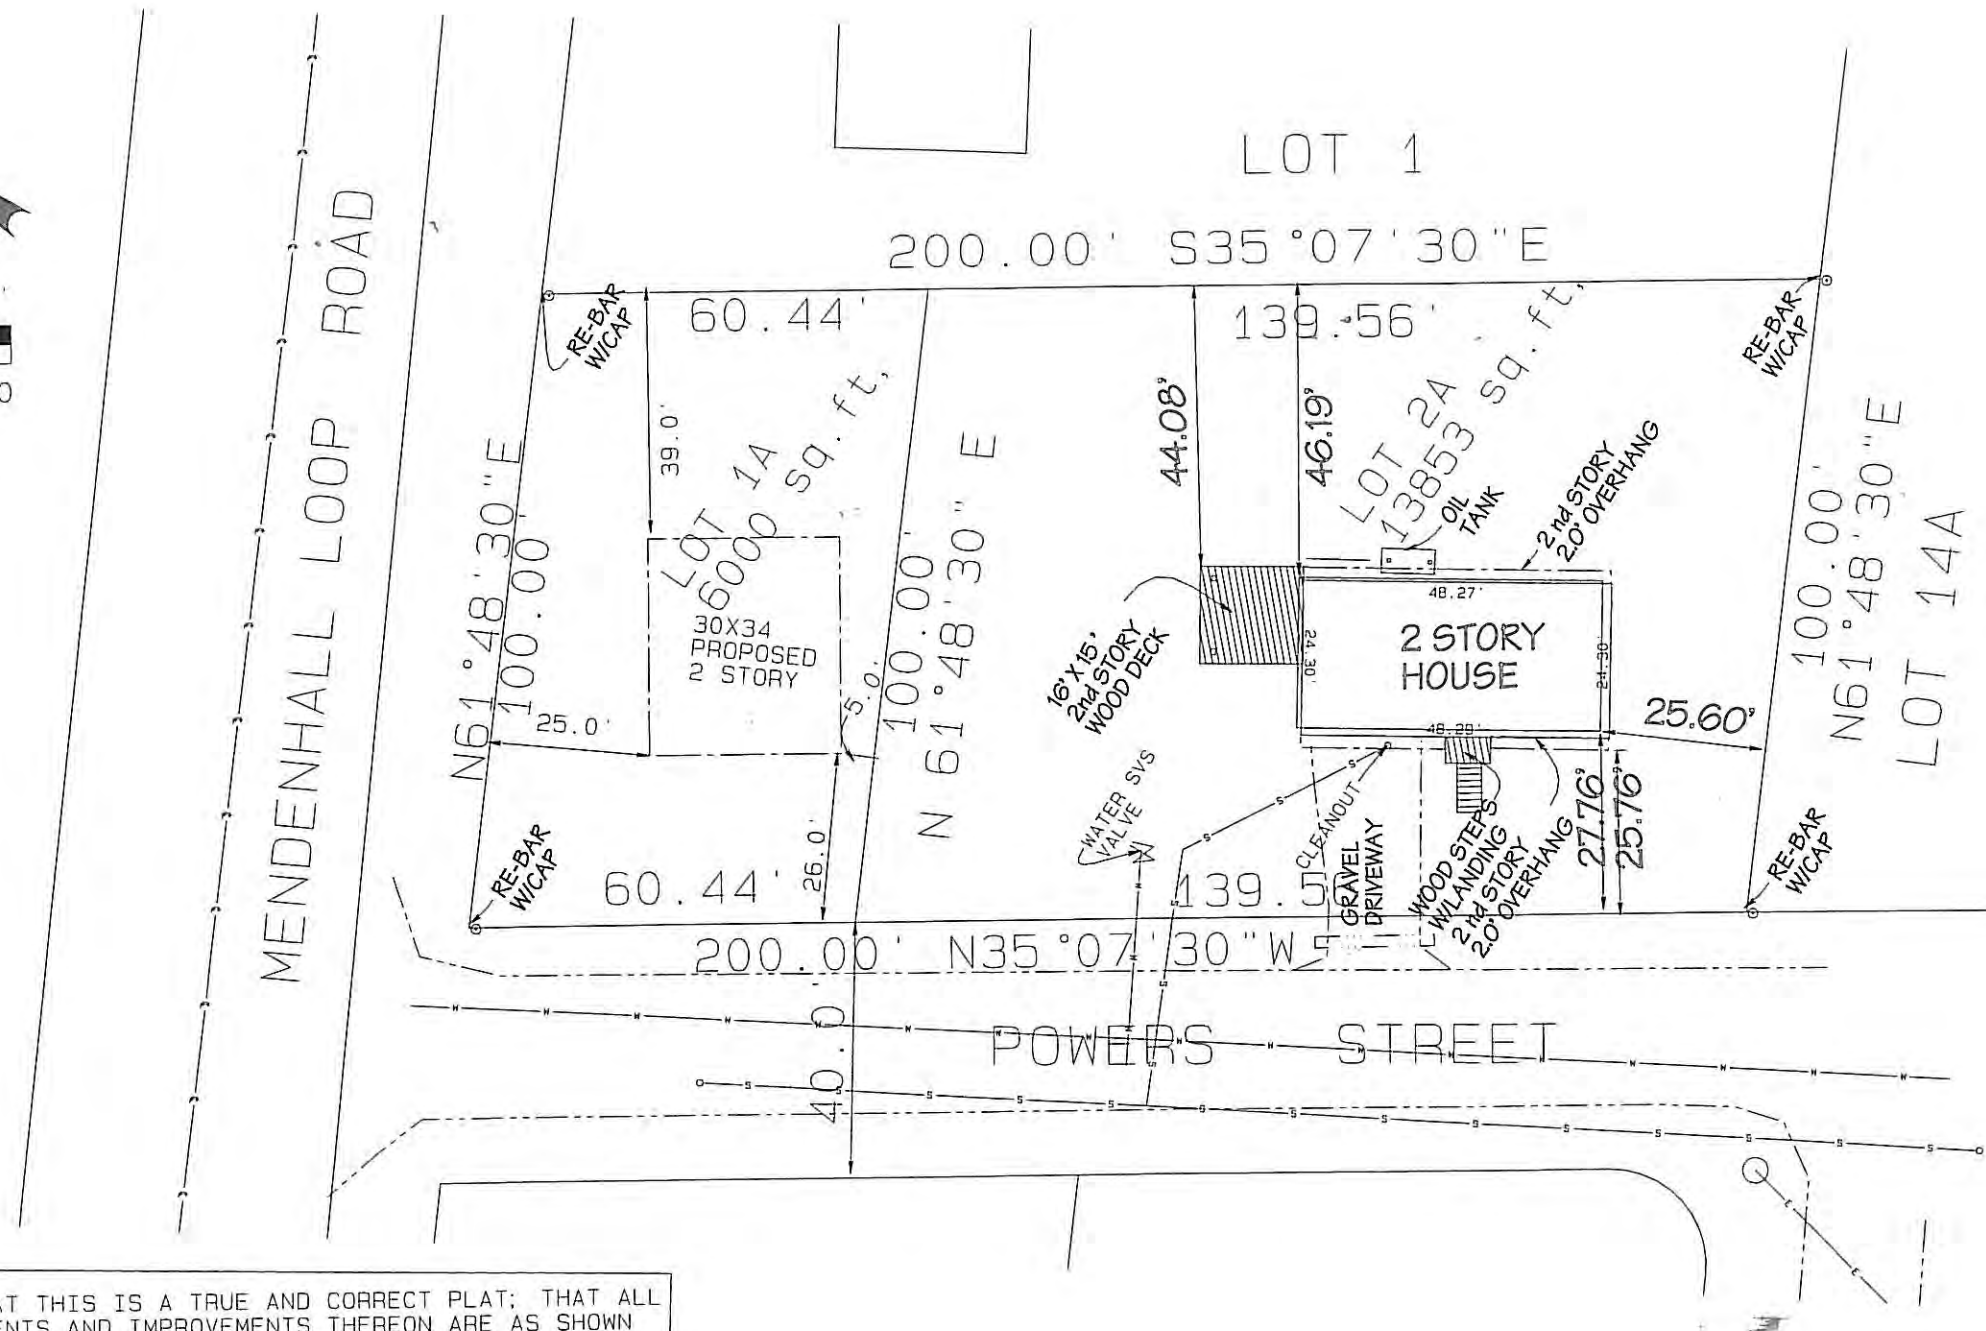 LOT 1
200.00' S35°07'30"E
60.44'
139.56'
RE-BAR
W/CAP
RE-BAR
W/CAP
MENDENHALL LOOP ROAD
N61°48'30"E
100.00'
39.0'
LOT 1A
6000 sq. ft,
30X34
PROPOSED
2 STORY
25.0'
5.0'
26.0'
100.00'
N 61°48'30" E
44.08'
46.19'
LOT 2A
13853 sq. ft,
OIL
TANK
2nd STORY
2.0' OVERHANG
16' X 15'
2nd STORY
WOOD DECK
48.27'
24.30'
2 STORY
HOUSE
24.30'
48.29'
25.60'
100.00'
N61°48'30"E
LOT 14A
27.76'
25.76'
WATER SVS
VALVE
CLEANOUT
GRAVEL
DRIVEWAY
WOOD STEPS
W/LANDING
2nd STORY
2.0' OVERHANG
RE-BAR
W/CAP
RE-BAR
W/CAP
60.44'
139.5
200.00' N35°07'30"W
40.0'
POWERS STREET
THIS IS A TRUE AND CORRECT PLAT; THAT ALL
AND IMPROVEMENTS THEREON ARE AS SHOWN